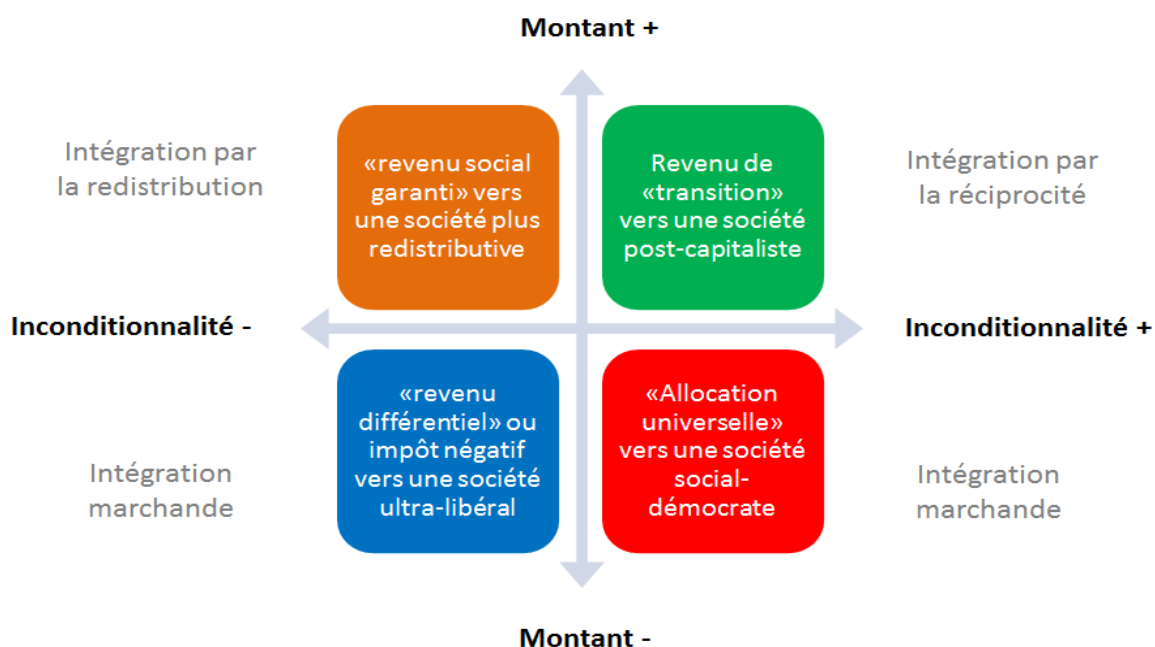 Montant +
Intégration par
la redistribution
«revenu social
garanti» vers
une société plus
redistributive
Revenu de
«transition»
vers une société
post-capitaliste
Intégration par
la réciprocité
Inconditionnalité -
Inconditionnalité +
Intégration
marchande
«revenu
différentiel» ou
impôt négatif
vers une société
ultra-libéral
«Allocation
universelle»
vers une société
social-
démocrate
Intégration
marchande
Montant -